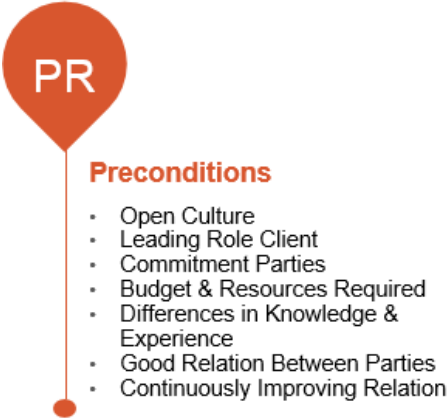 PR
Preconditions
• Open Culture
• Leading Role Client
• Commitment Parties
• Budget & Resources Required
• Differences in Knowledge &
Experience
• Good Relation Between Parties
• Continuously Improving Relation